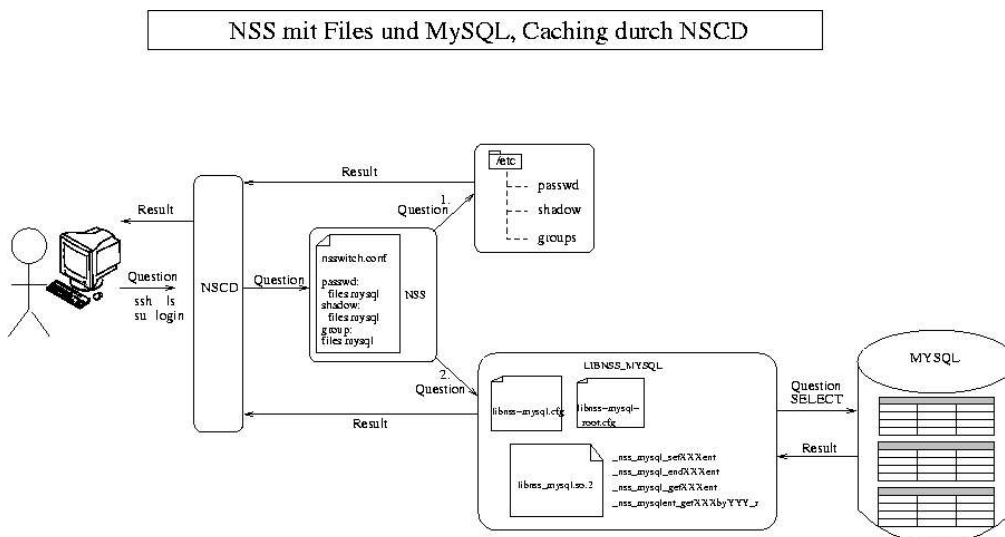 NSS mit Files und MySQL, Caching durch NSCD
/etc
passwd
shadow
groups
Result
1.
Question
Result
Question
ssh ls
su login
NSCD
Question
nsswitch.conf
passwd:
files mysql
shadow:
files mysql
group:
files mysql
NSS
2.
Question
Result
LIBNSS_MYSQL
libnss-mysql.cfg
libnss-mysql-
root.cfg
libnss_mysql.so.2
_nss_mysql_setXXXent
_nss_mysql_endXXXent
_nss_mysql_getXXXent
_nss_mysqlent_getXXXbyYYY_r
Question
SELECT
Result
MYSQL